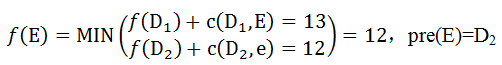 f(E) = MIN(f(D₁) + c(D₁,E) = 13
f(D₂) + c(D₂,e) = 12) = 12，pre(E)=D₂